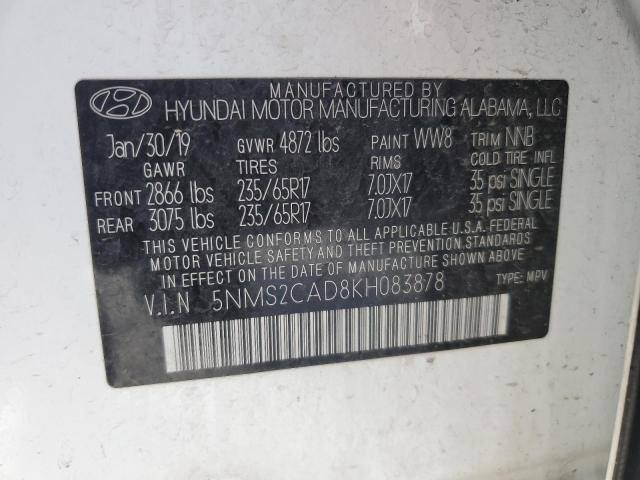 MANUFACTURED BY
HYUNDAI MOTOR MANUFACTURING ALABAMA, LLC
Jan/30/19 GVWR 4872 lbs PAINT WW8 TRIM NNB
GAWR TIRES RIMS COLD TIRE INFL
FRONT 2866 lbs 235/65R17 7.0JX17 35 psi SINGLE
REAR 3075 lbs 235/65R17 7.0JX17 35 psi SINGLE
THIS VEHICLE CONFORMS TO ALL APPLICABLE U.S.A. FEDERAL
MOTOR VEHICLE SAFETY AND THEFT PREVENTION STANDARDS
IN EFFECT ON THE DATE OF MANUFACTURE SHOWN ABOVE.
V.I.N 5NMS2CAD8KH083878 TYPE: MPV